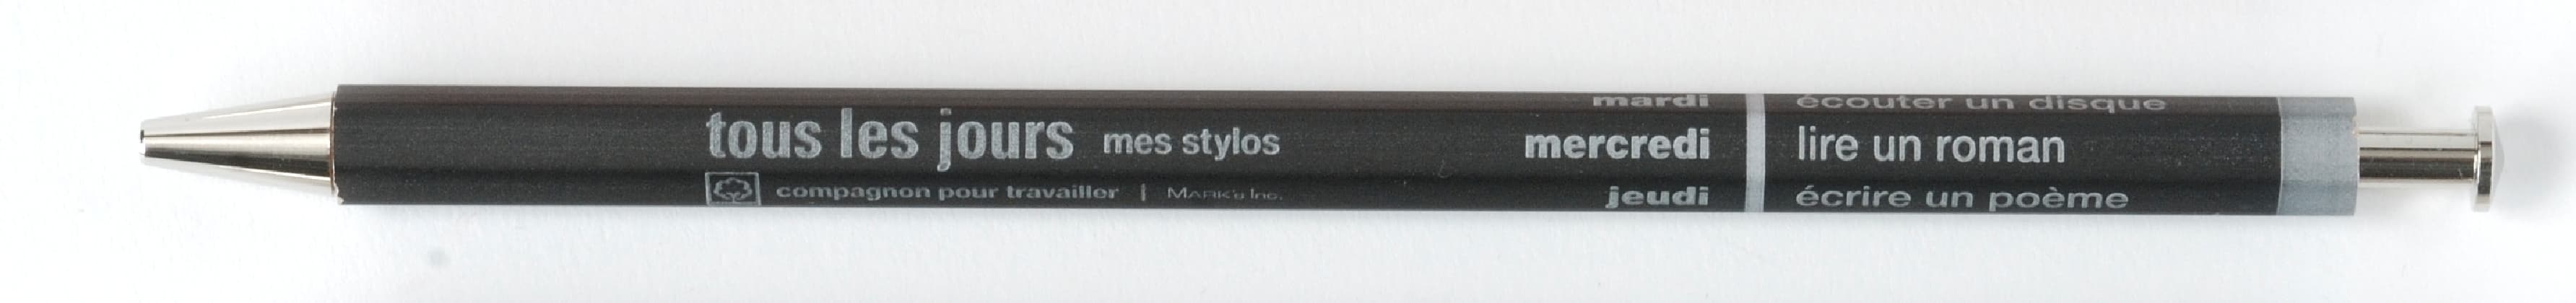 tous les jours mes stylos
compagnon pour travailler | MARK's Inc.
mardi écouter un disque
mercredi lire un roman
jeudi écrire un poème